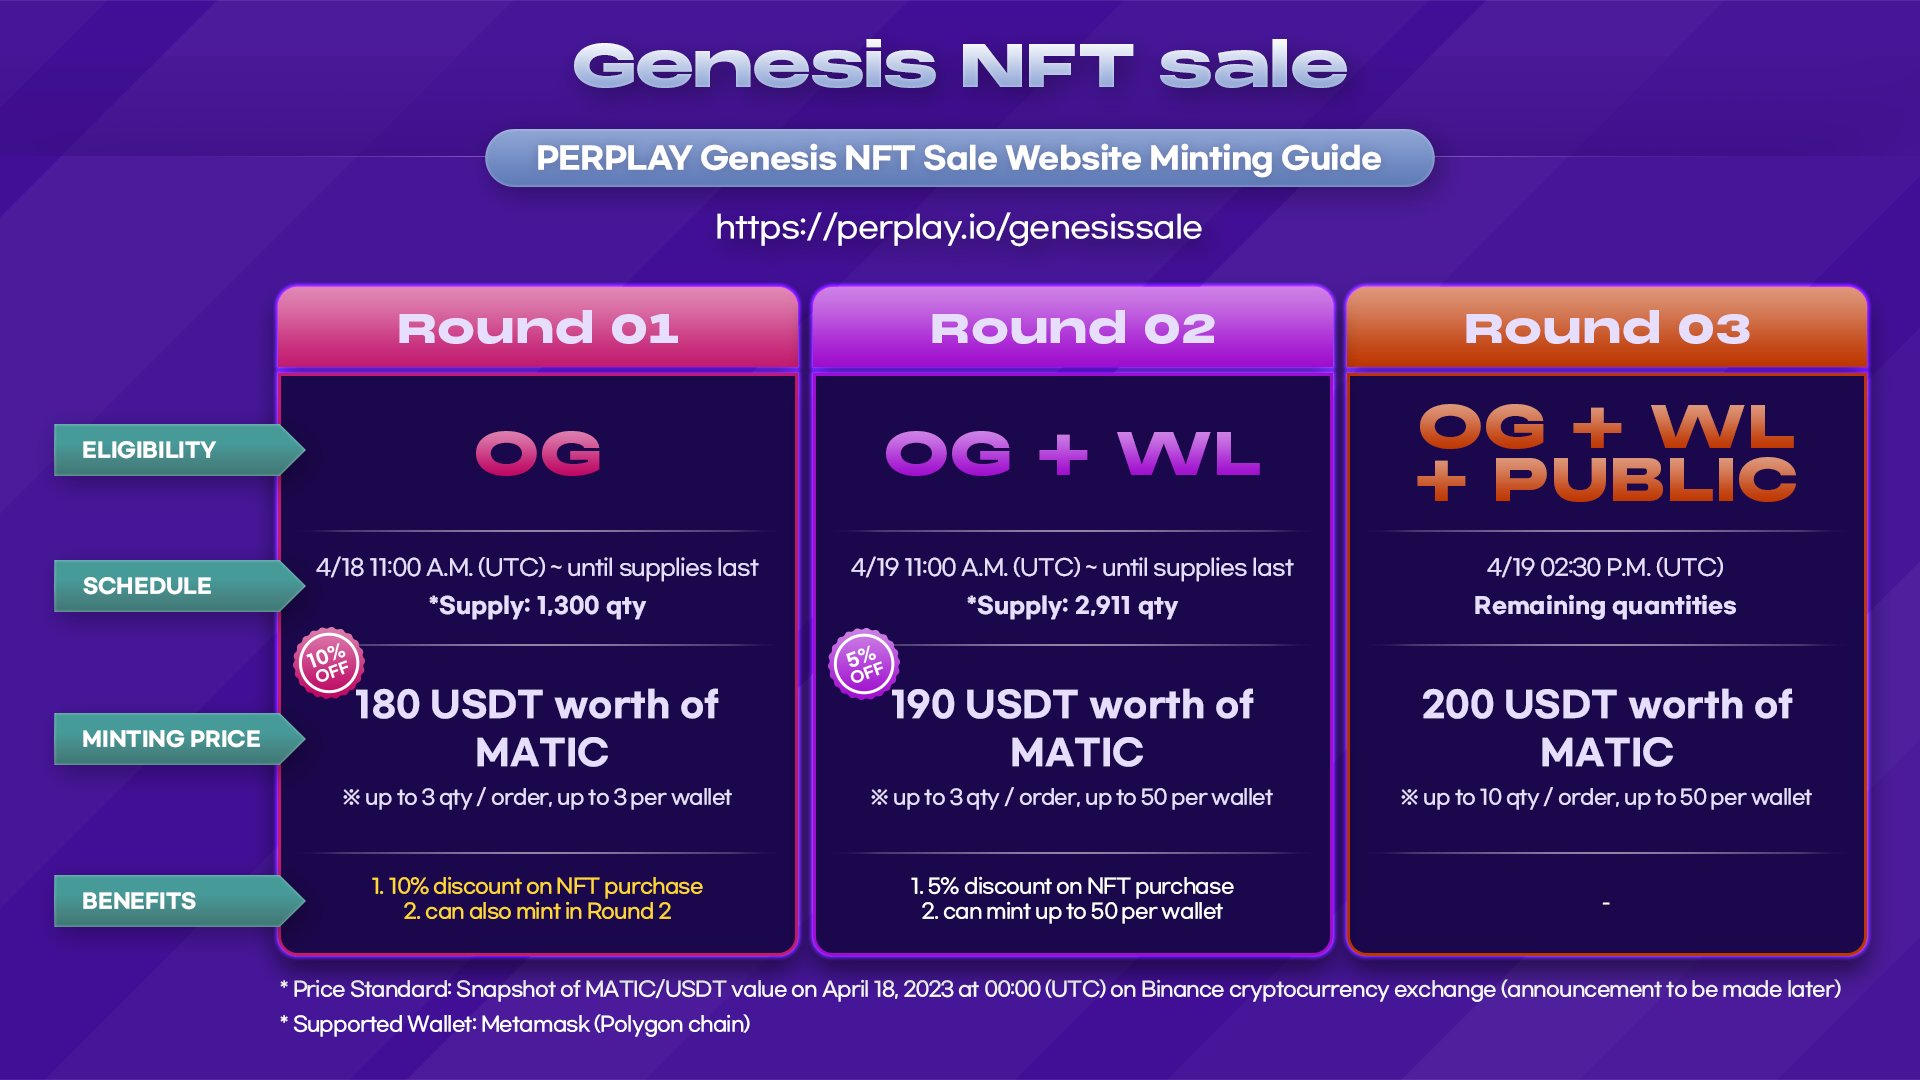 Genesis NFT sale
PERPLAY Genesis NFT Sale Website Minting Guide
https://perplay.io/genesissale
Round 01
Round 02
Round 03
ELIGIBILITY
OG
OG + WL
OG + WL
+ PUBLIC
SCHEDULE
4/18 11:00 A.M. (UTC) ~ until supplies last
*Supply: 1,300 qty
4/19 11:00 A.M. (UTC) ~ until supplies last
*Supply: 2,911 qty
4/19 02:30 P.M. (UTC)
Remaining quantities
MINTING PRICE
10%
OFF
180 USDT worth of
MATIC
※ up to 3 qty / order, up to 3 per wallet
5%
OFF
190 USDT worth of
MATIC
※ up to 3 qty / order, up to 50 per wallet
200 USDT worth of
MATIC
※ up to 10 qty / order, up to 50 per wallet
BENEFITS
1. 10% discount on NFT purchase
2. can also mint in Round 2
1. 5% discount on NFT purchase
2. can mint up to 50 per wallet
-
* Price Standard: Snapshot of MATIC/USDT value on April 18, 2023 at 00:00 (UTC) on Binance cryptocurrency exchange (announcement to be made later)
* Supported Wallet: Metamask (Polygon chain)